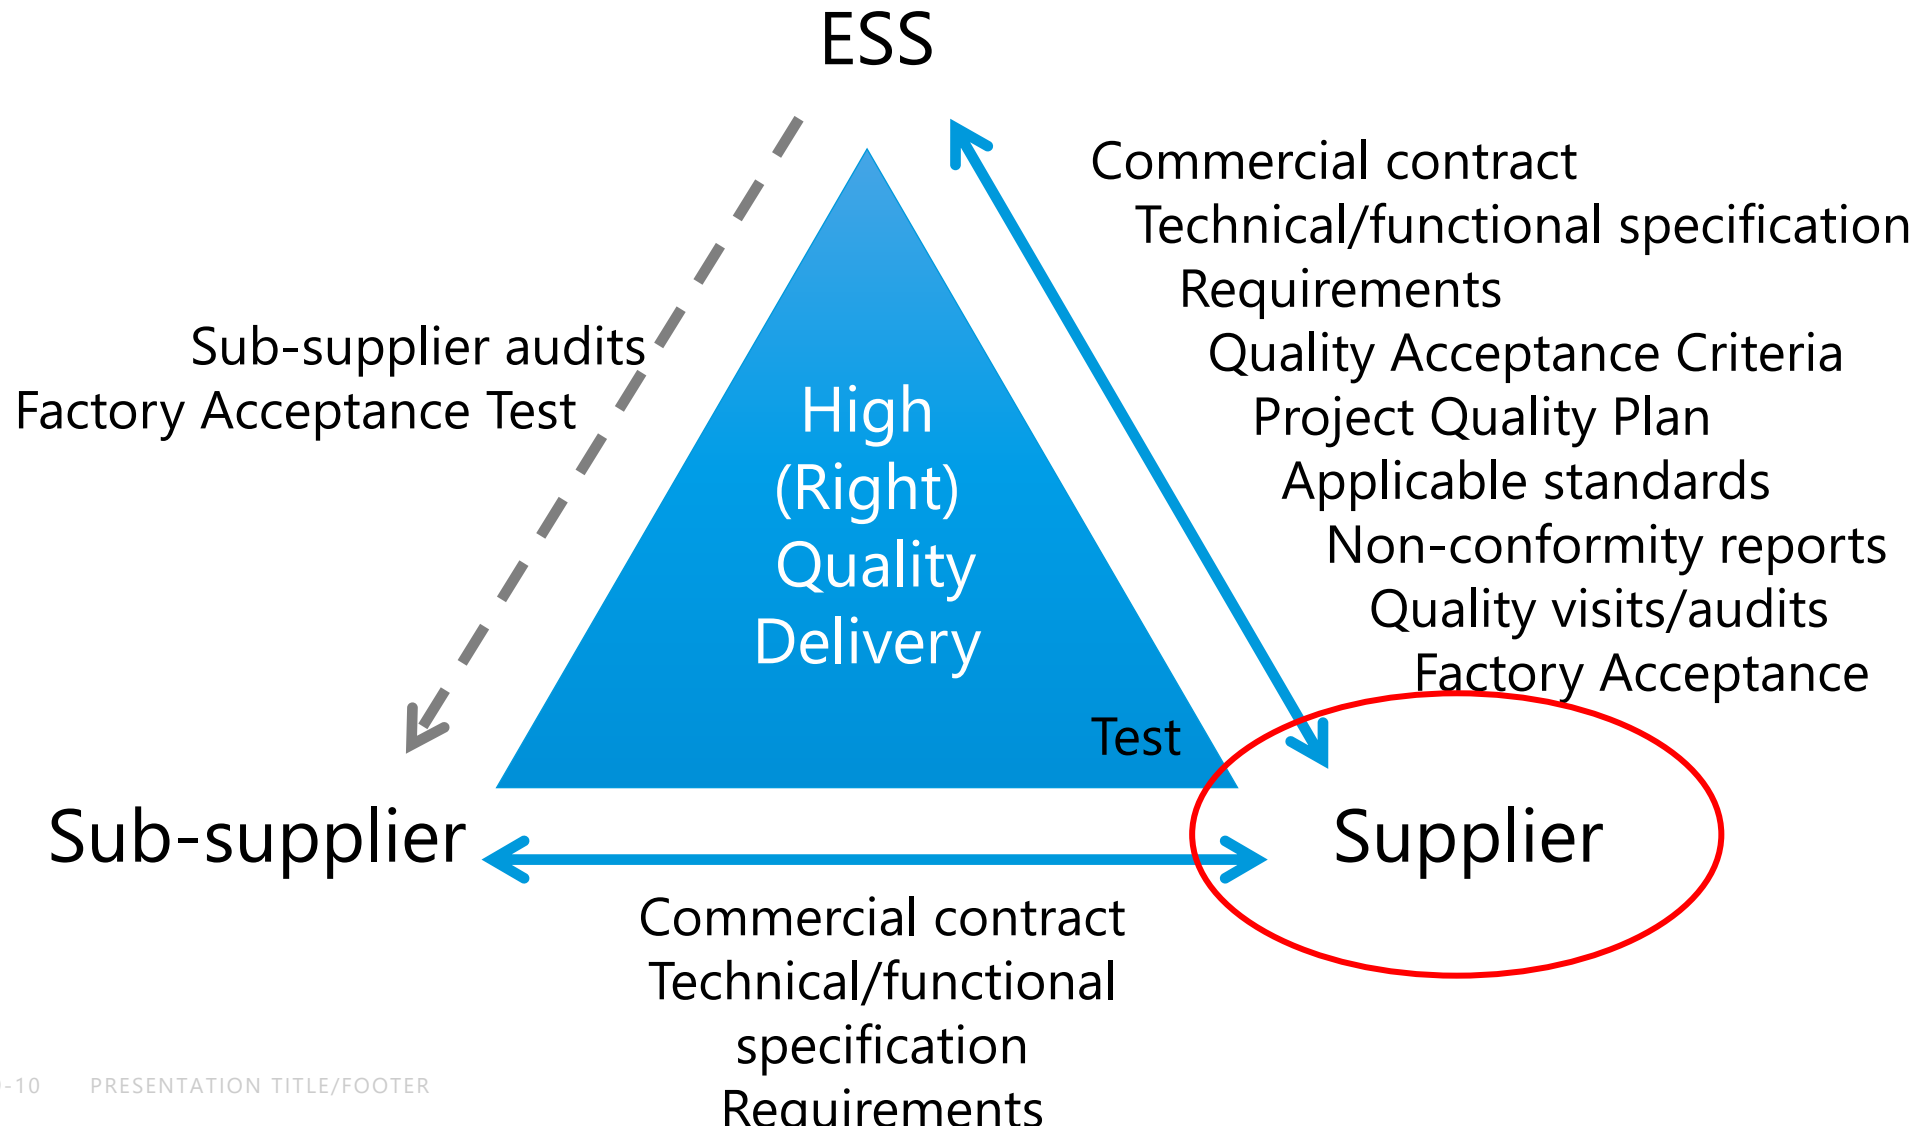 ESS
Commercial contract
Technical/functional specification
Requirements
Quality Acceptance Criteria
Project Quality Plan
Applicable standards
Non-conformity reports
Quality visits/audits
Factory Acceptance
Test
Sub-supplier audits
Factory Acceptance Test
High
(Right)
Quality
Delivery
Sub-supplier
Supplier
Commercial contract
Technical/functional
specification
Requirements
-10 PRESENTATION TITLE/FOOTER